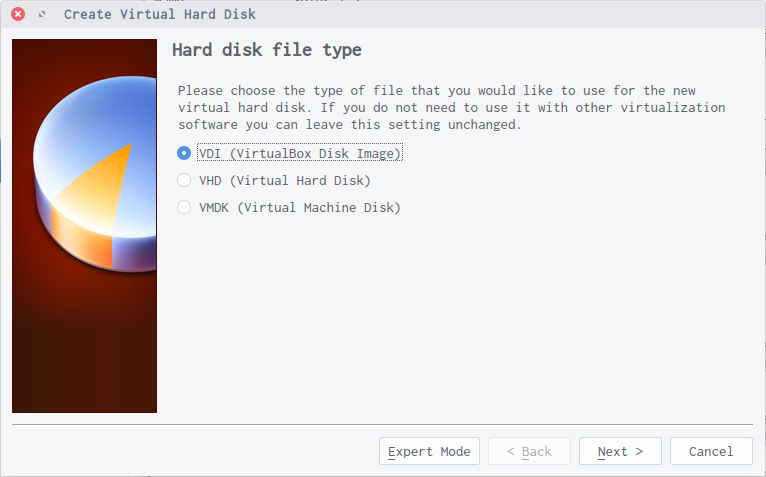 Create Virtual Hard Disk
Hard disk file type
Please choose the type of file that you would like to use for the new
virtual hard disk. If you do not need to use it with other virtualization
software you can leave this setting unchanged.
VDI (VirtualBox Disk Image)
VHD (Virtual Hard Disk)
VMDK (Virtual Machine Disk)
Expert Mode
< Back
Next >
Cancel